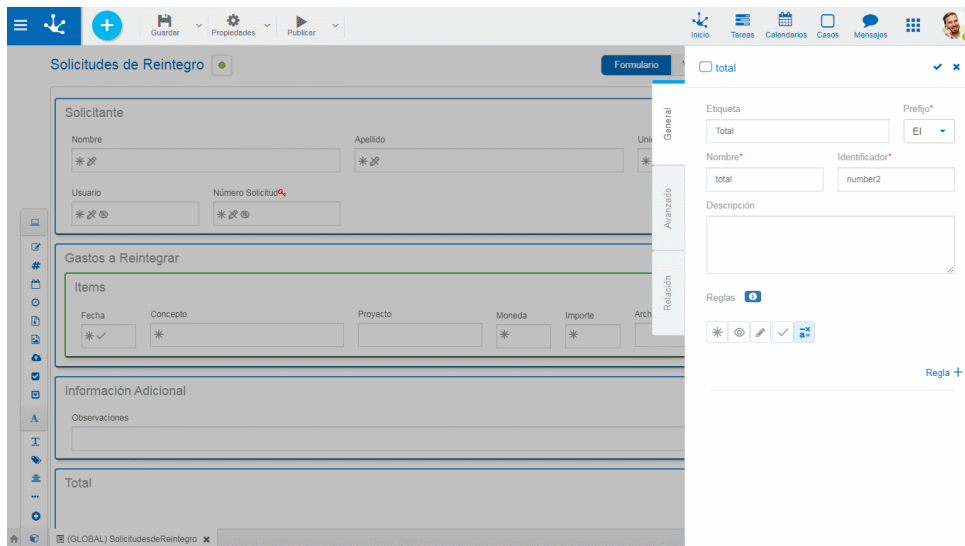 Guardar
Propiedades
Publicar
Inicio
Tareas
Calendarios
Casos
Mensajes
Solicitudes de Reintegro
Formulario
Solicitante
Nombre
Apellido
Usuario
Número Solicitud
Gastos a Reintegrar
Items
Fecha
Concepto
Proyecto
Moneda
Importe
Información Adicional
Observaciones
Total
(GLOBAL) SolicitudesdeReintegro
General
Avanzado
Relación
total
Etiqueta
Prefijo*
Total
El
Nombre*
Identificador*
total
number2
Descripción
Reglas
Regla +